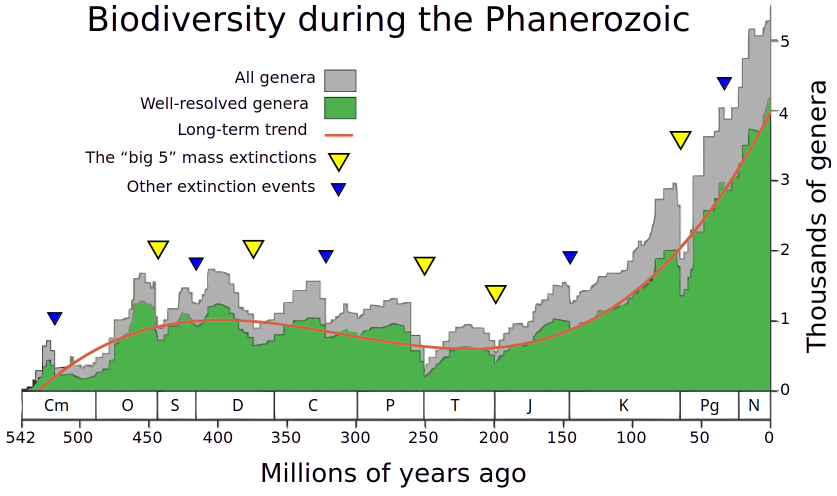 Biodiversity during the Phanerozoic
All genera
Well-resolved genera
Long-term trend
The “big 5” mass extinctions
Other extinction events
5
4
3
2
1
0
Thousands of genera
Cm O S D C P T J K Pg N
542 500 450 400 350 300 250 200 150 100 50 0
Millions of years ago